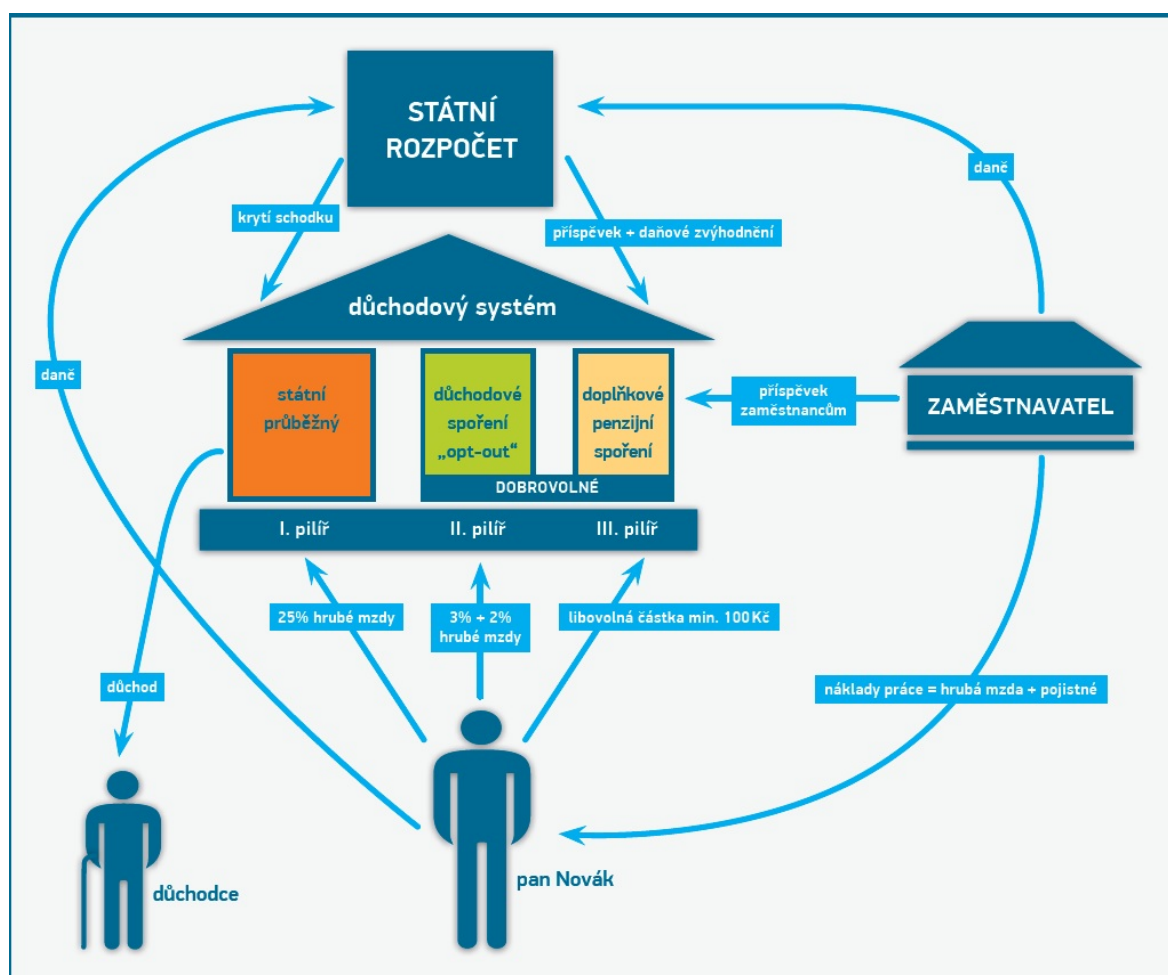 STÁTNÍ
ROZPOČET
daně
krytí schodku
příspěvek + daňové zvýhodnění
důchodový systém
daně
státní
průběžný
důchodové
spoření
„opt-out“
doplňkové
penzijní
spoření
příspěvek
zaměstnancům
ZAMĚSTNAVATEL
DOBROVOLNÉ
I. pilíř
II. pilíř
III. pilíř
25% hrubé mzdy
3% + 2%
hrubé mzdy
libovolná částka min. 100 Kč
důchod
náklady práce = hrubá mzda + pojistné
důchodce
pan Novák